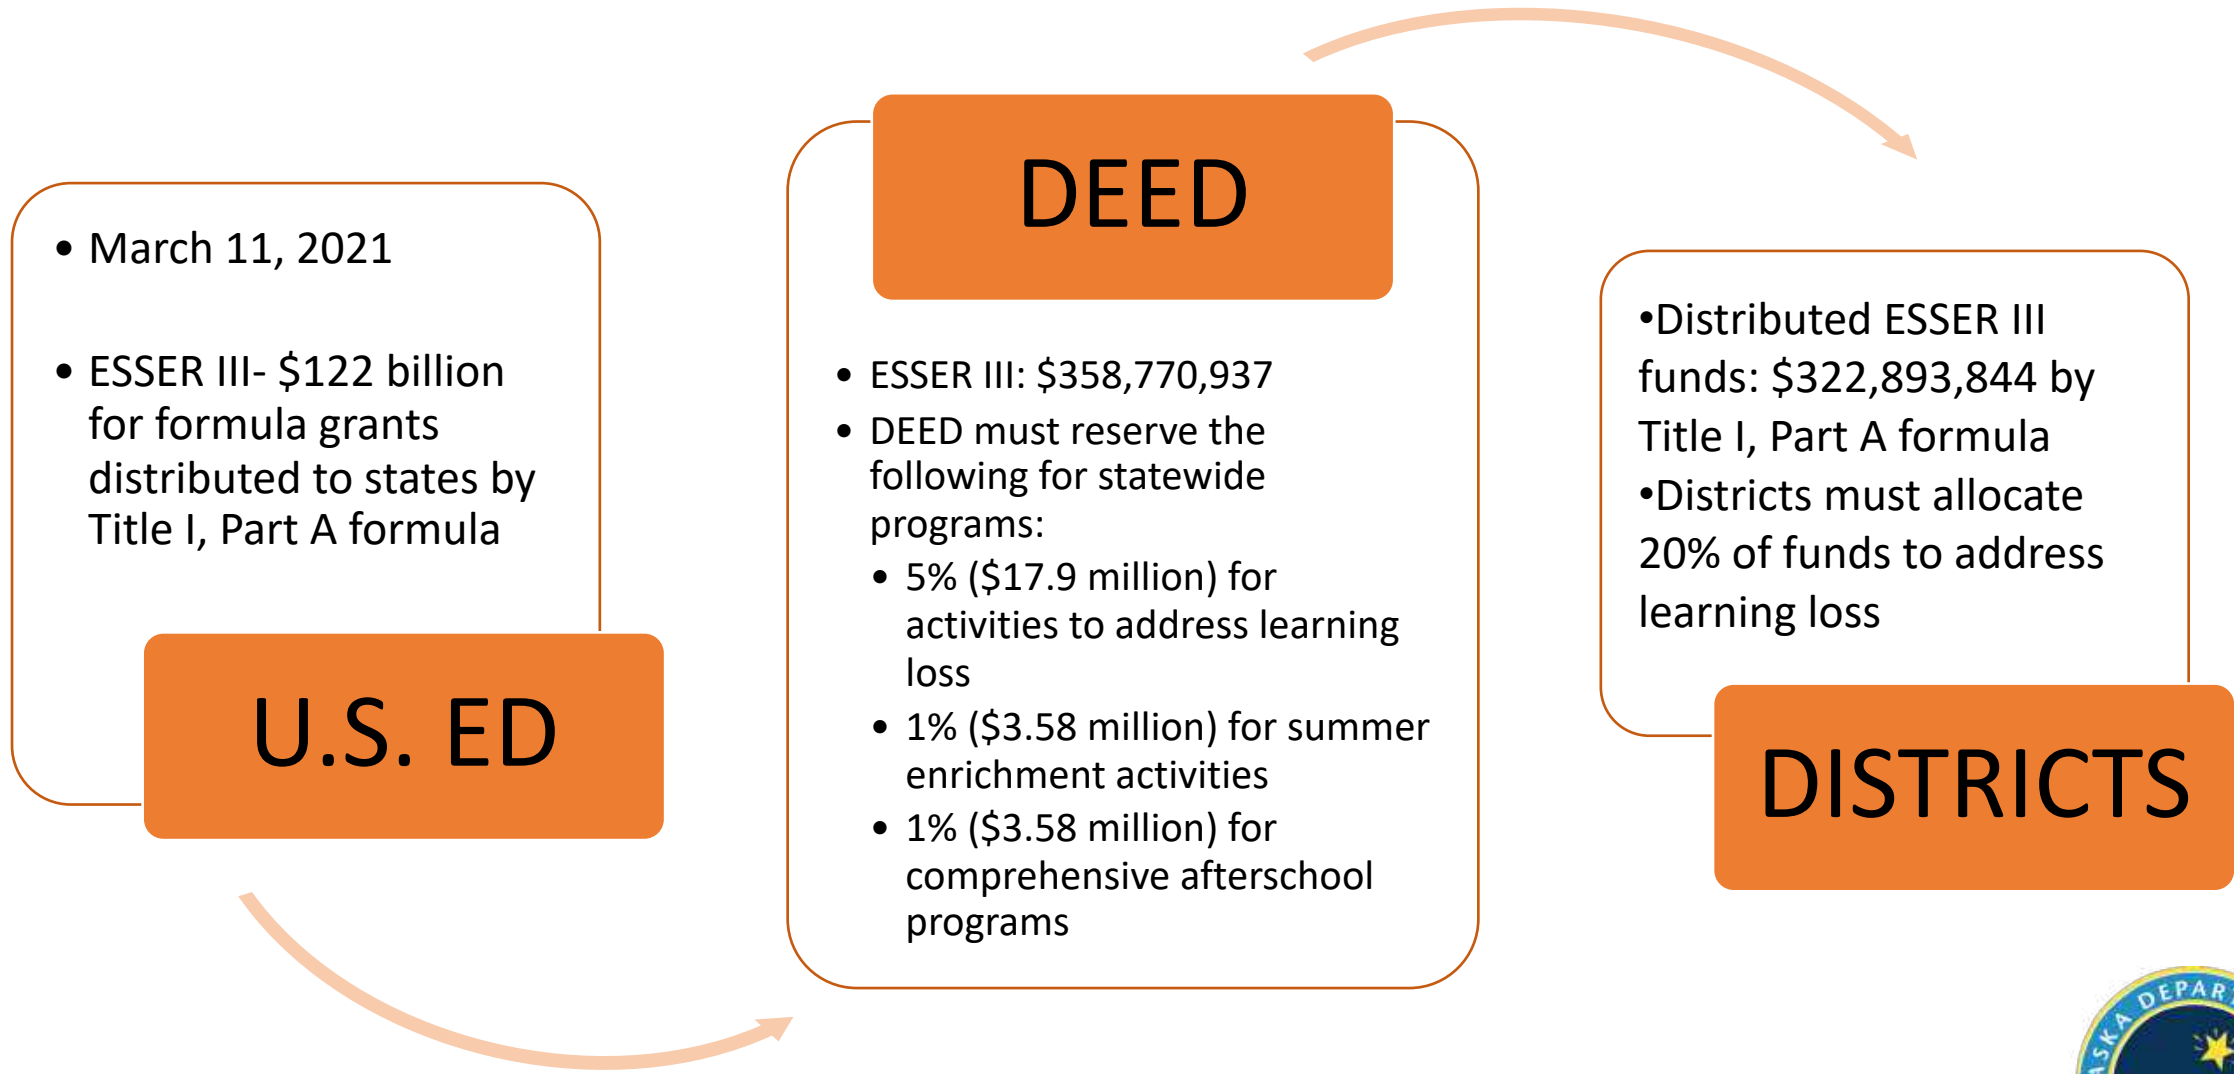 • March 11, 2021
• ESSER III- $122 billion
for formula grants
distributed to states by
Title I, Part A formula
U.S. ED
DEED
• ESSER III: $358,770,937
• DEED must reserve the
following for statewide
programs:
• 5% ($17.9 million) for
activities to address learning
loss
• 1% ($3.58 million) for summer
enrichment activities
• 1% ($3.58 million) for
comprehensive afterschool
programs
•Distributed ESSER III
funds: $322,893,844 by
Title I, Part A formula
•Districts must allocate
20% of funds to address
learning loss
DISTRICTS
SKA DEPAR